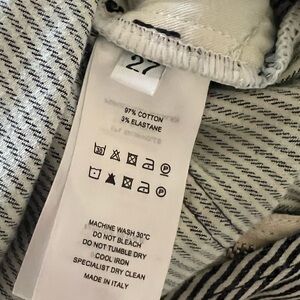 27
97% COTTON
3% ELASTANE
MACHINE WASH 30°C
DO NOT BLEACH
DO NOT TUMBLE DRY
COOL IRON
SPECIALIST DRY CLEAN
MADE IN ITALY